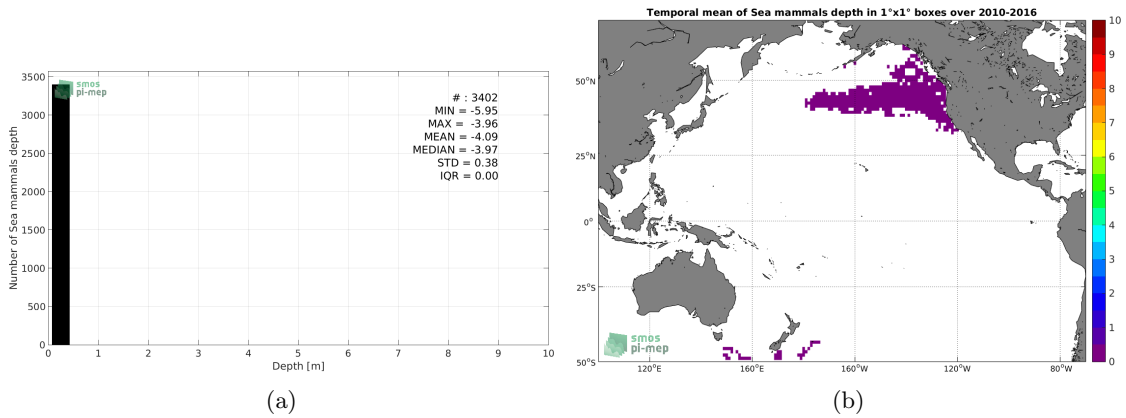 3500
3000
2500
2000
1500
1000
500
0
Number of Sea mammals depth
smos
pi-mep
# : 3402
MIN = -5.95
MAX = -3.96
MEAN = -4.09
MEDIAN = -3.97
STD = 0.38
IQR = 0.00
0 1 2 3 4 5 6 7 8 9 10
Depth [m]
(a)
Temporal mean of Sea mammals depth in 1°x1° boxes over 2010-2016
50°N
25°N
0°
25°S
50°S
smos
pi-mep
120°E 160°E 160°W 120°W 80°W
10
9
8
7
6
5
4
3
2
1
0
(b)